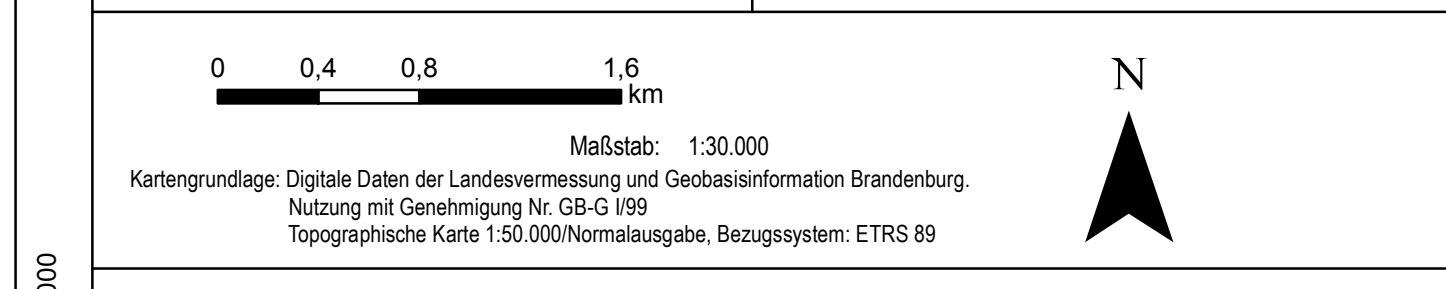 0 0,4 0,8 1,6
km
N
Maßstab: 1:30.000
Kartengrundlage: Digitale Daten der Landesvermessung und Geobasisinformation Brandenburg.
Nutzung mit Genehmigung Nr. GB-G I/99
Topographische Karte 1:50.000/Normalausgabe, Bezugssystem: ETRS 89